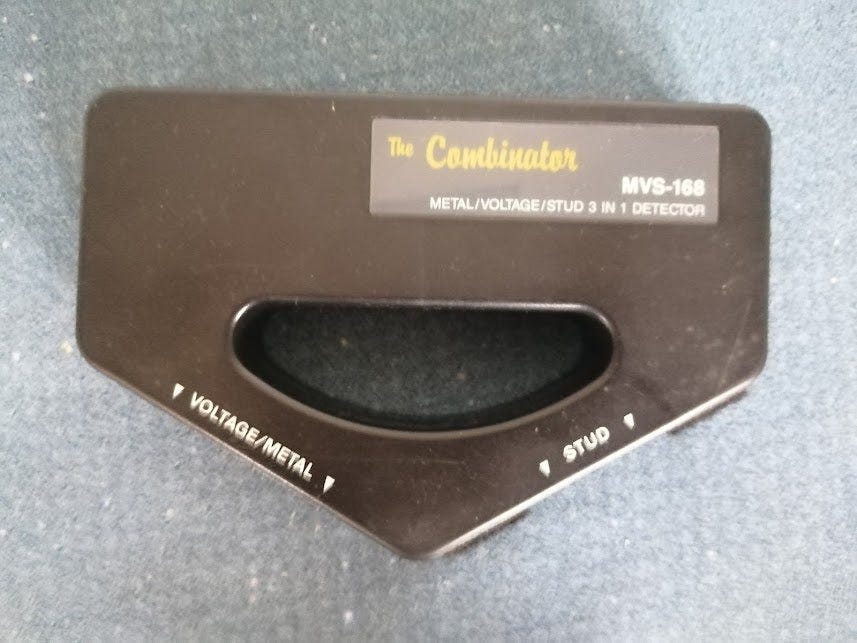 The Combinator
MVS-168
METAL/VOLTAGE/STUD 3 IN 1 DETECTOR
VOLTAGE/METAL
STUD